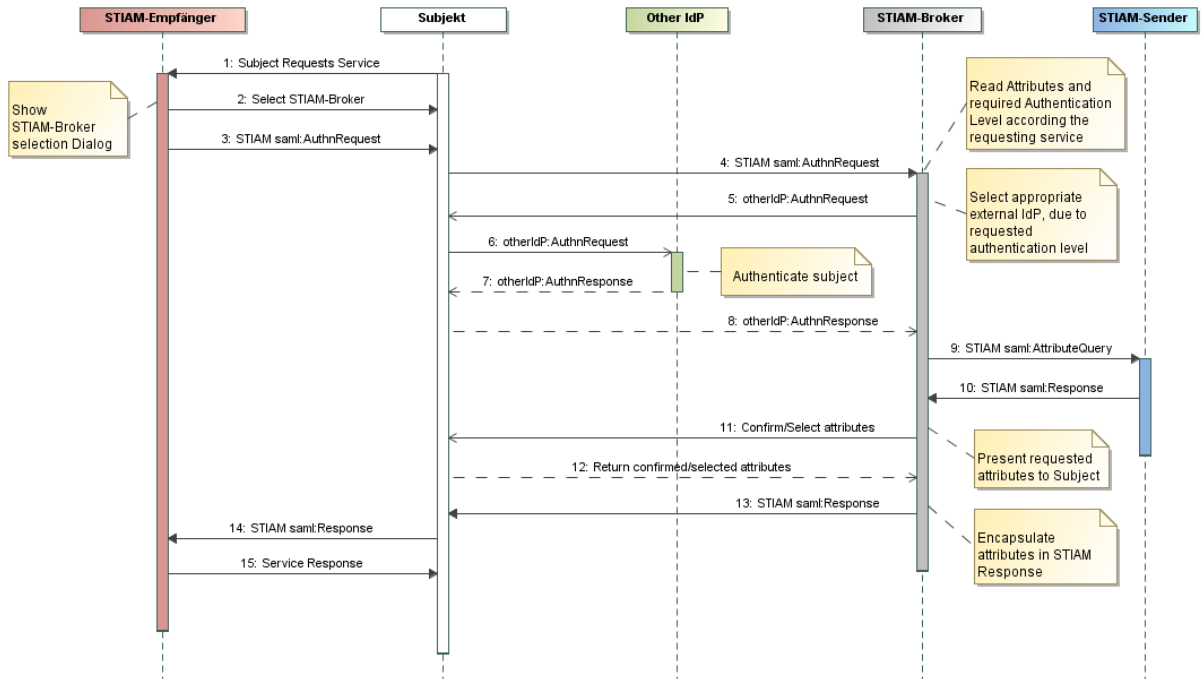 STIAM-Empfänger
Subjekt
Other IdP
STIAM-Broker
STIAM-Sender
1: Subject Requests Service
Show
STIAM-Broker
selection Dialog
2: Select STIAM-Broker
3: STIAM saml:AuthnRequest
Read Attributes and
required Authentication
Level according the
requesting service
4: STIAM saml:AuthnRequest
5: otherIdP:AuthnRequest
Select appropriate
external IdP, due to
requested
authentication level
6: otherIdP:AuthnRequest
Authenticate subject
7: otherIdP:AuthnResponse
8: otherIdP:AuthnResponse
9: STIAM saml:AttributeQuery
10: STIAM saml:Response
11: Confirm/Select attributes
Present requested
attributes to Subject
12: Return confirmed/selected attributes
13: STIAM saml:Response
Encapsulate
attributes in STIAM
Response
14: STIAM saml:Response
15: Service Response